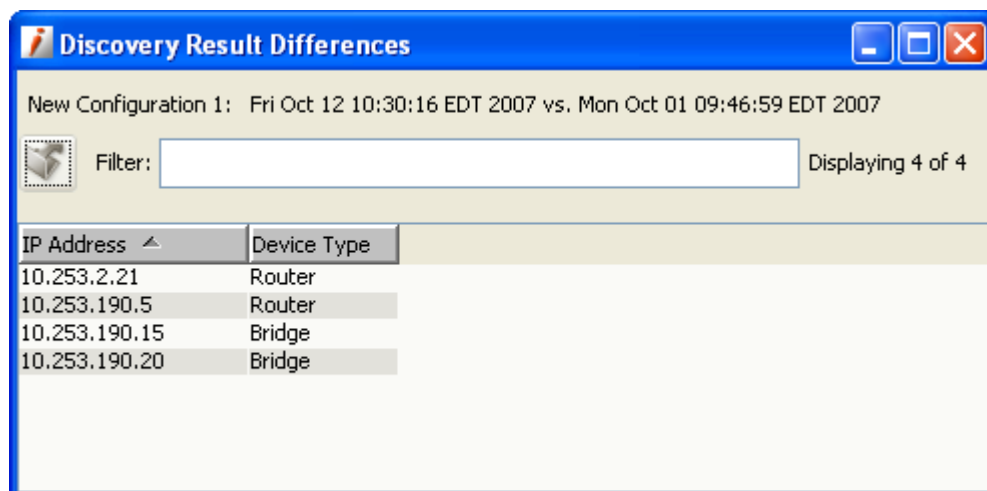 Discovery Result Differences
New Configuration 1: Fri Oct 12 10:30:16 EDT 2007 vs. Mon Oct 01 09:46:59 EDT 2007
Filter: Displaying 4 of 4
IP Address Device Type
10.253.2.21 Router
10.253.190.5 Router
10.253.190.15 Bridge
10.253.190.20 Bridge